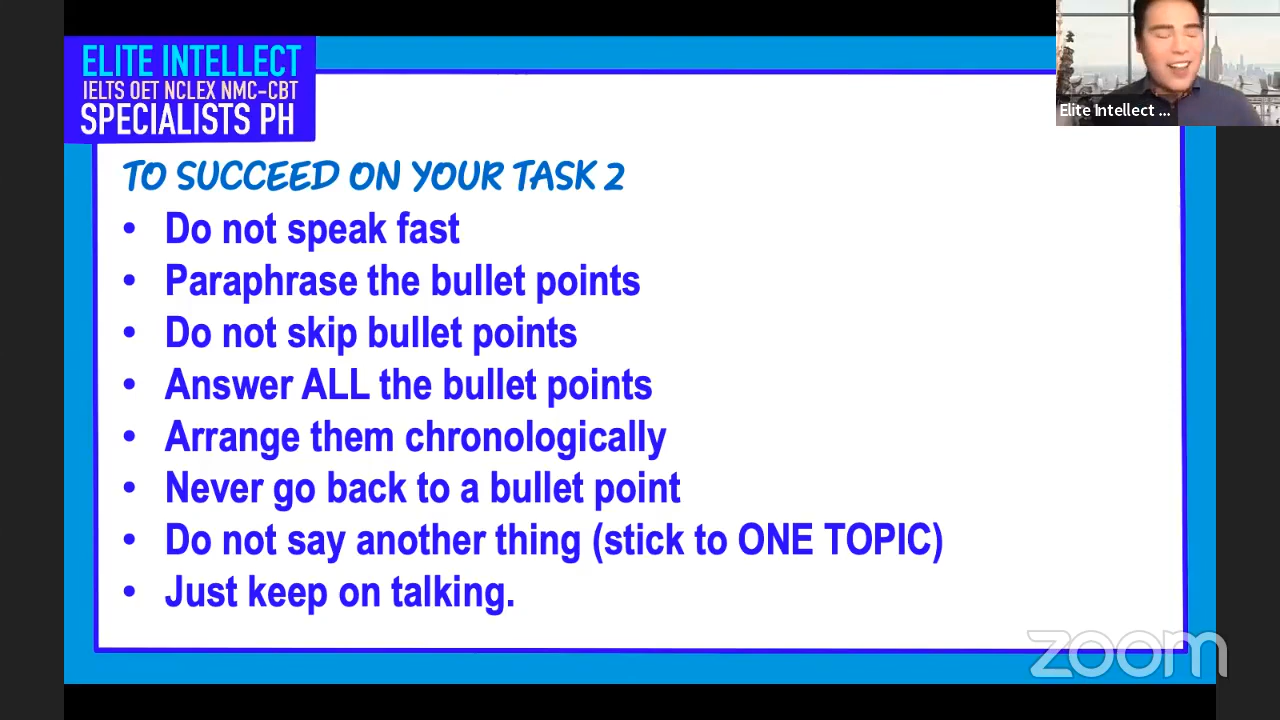 ELITE INTELLECT
IELTS OET NCLEX NMC-CBT
SPECIALISTS PH
Elite Intellect ...
TO SUCCEED ON YOUR TASK 2
• Do not speak fast
• Paraphrase the bullet points
• Do not skip bullet points
• Answer ALL the bullet points
• Arrange them chronologically
• Never go back to a bullet point
• Do not say another thing (stick to ONE TOPIC)
• Just keep on talking.
zoom